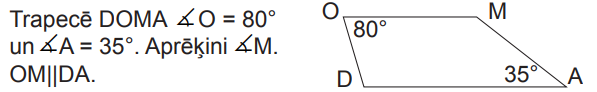 Trapecē DOMA ∡O = 80°
un ∡A = 35°. Aprēķini ∡M.
OM||DA.
O
M
80°
35°
D
A